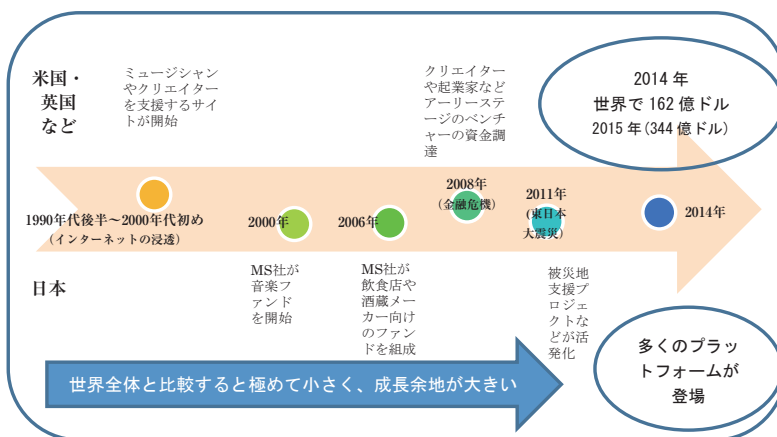 米国・
英国
など
ミュージシャン
やクリエイター
を支援するサイ
トが開始
クリエイター
や起業家など
アーリーステ
ージのベンチ
ャーの資金調
達
2014 年
世界で 162 億ドル
2015 年(344 億ドル)
1990年代後半～2000年代初め
（インターネットの浸透）
2000年
2006年
2008年
(金融危機)
2011年
(東日本
大震災)
2014年
日本
MS社が
音楽フ
ァンド
を開始
MS社が
飲食店や
酒蔵メー
カー向け
のファン
ドを組成
被災地
支援プ
ロジェ
クトな
どが活
発化
多くのプラッ
トフォームが
登場
世界全体と比較すると極めて小さく、成長余地が大きい